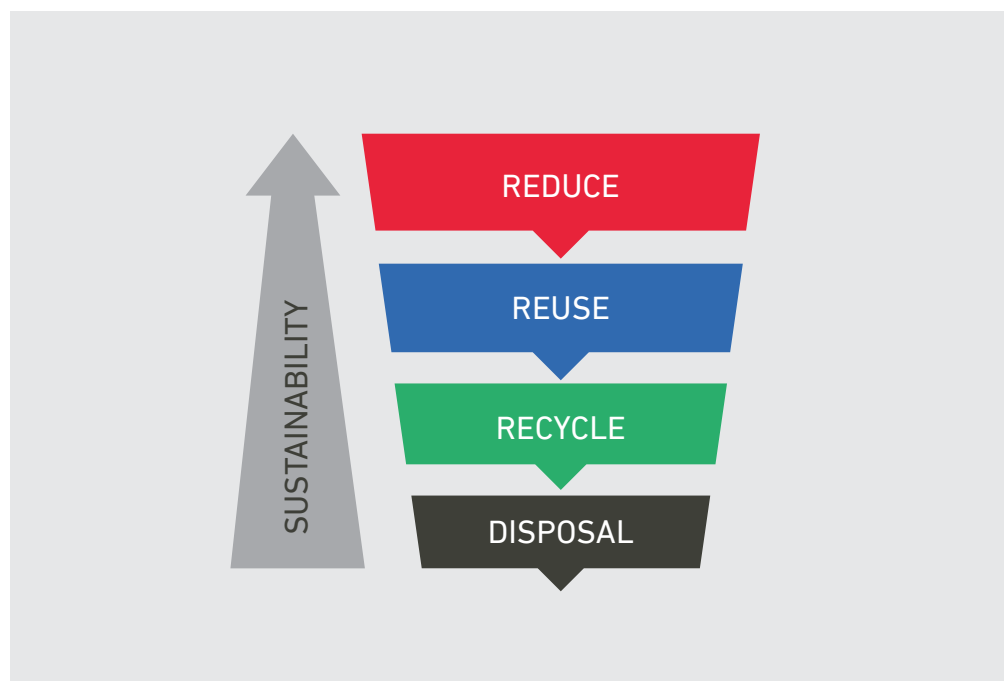 SUSTAINABILITY
REDUCE
REUSE
RECYCLE
DISPOSAL